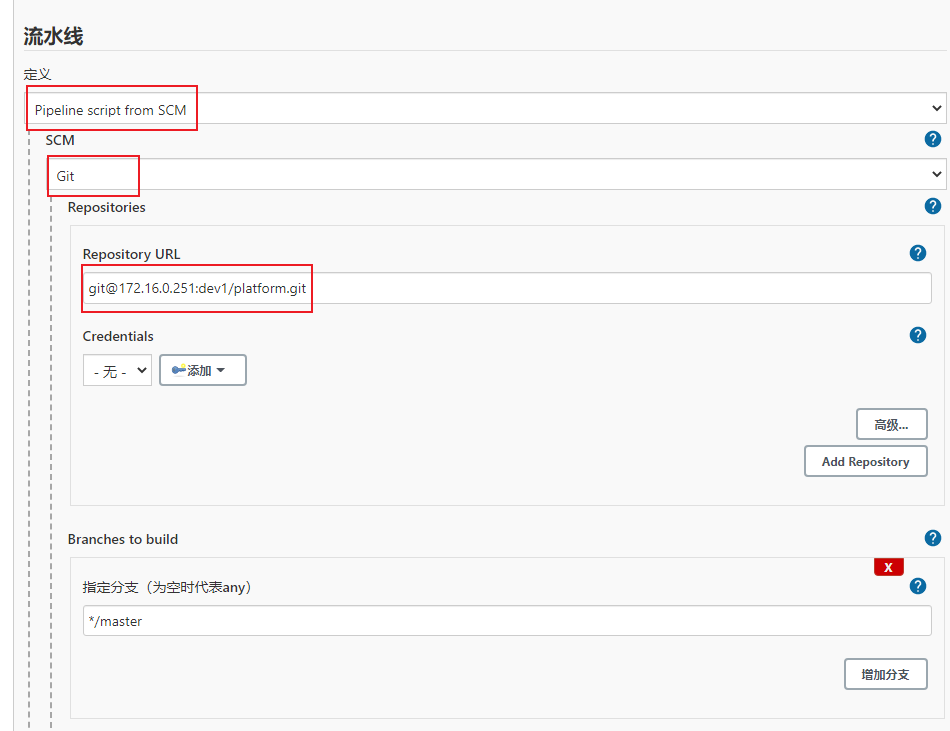 流水线
定义
Pipeline script from SCM
SCM
?
Git
Repositories
?
Repository URL
?
git@172.16.0.251:dev1/platform.git
Credentials
?
- 无 -
添加
高级...
Add Repository
Branches to build
?
X
指定分支（为空时代表any）
?
*/master
增加分支